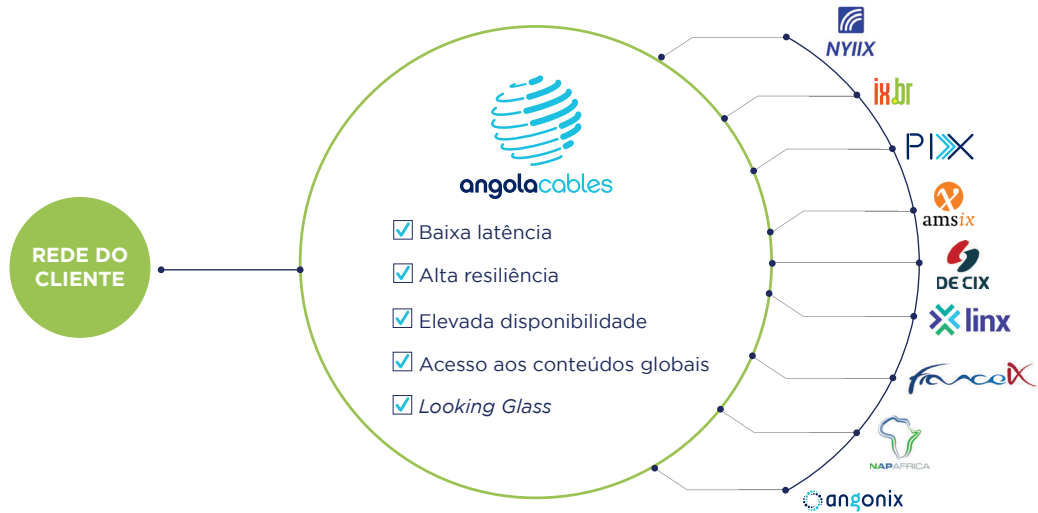 REDE DO
CLIENTE
angolacables
Baixa latência
Alta resiliência
Elevada disponibilidade
Acesso aos conteúdos globais
Looking Glass
NYIIX
ix.br
PIX
amsix
DE CIX
linx
franceIX
NAPAFRICA
angonix